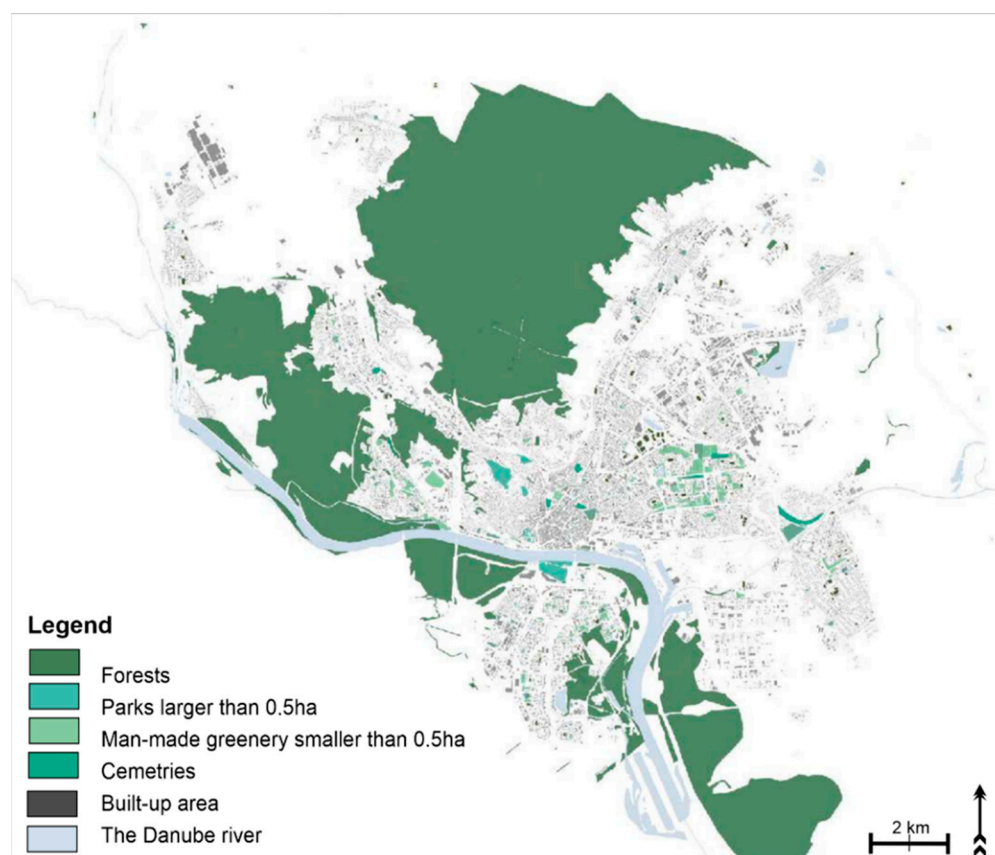 Legend
Forests
Parks larger than 0.5ha
Man-made greenery smaller than 0.5ha
Cemetries
Built-up area
The Danube river
2 km